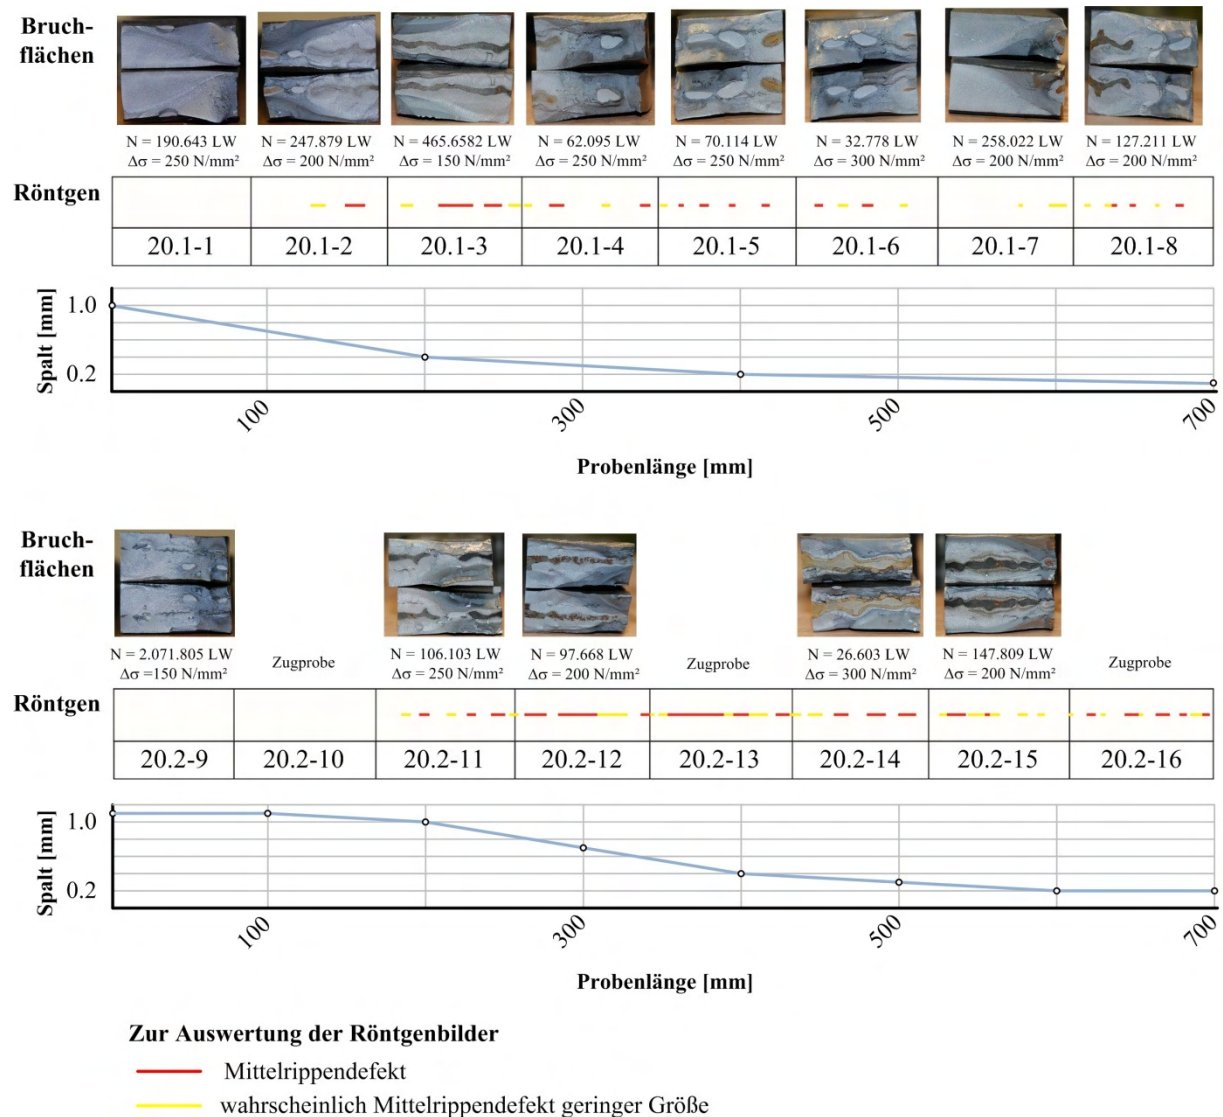 Bruch-
flächen
N = 190.643 LW N = 247.879 LW N = 465.6582 LW N = 62.095 LW N = 70.114 LW N = 32.778 LW N = 258.022 LW N = 127.211 LW
Δσ = 250 N/mm² Δσ = 200 N/mm² Δσ = 150 N/mm² Δσ = 250 N/mm² Δσ = 250 N/mm² Δσ = 300 N/mm² Δσ = 200 N/mm² Δσ = 200 N/mm²
Röntgen
20.1-1 20.1-2 20.1-3 20.1-4 20.1-5 20.1-6 20.1-7 20.1-8
Spalt [mm]
1.0
0.2
100 300 500 700
Probenlänge [mm]
Bruch-
flächen
N = 2.071.805 LW Zugprobe N = 106.103 LW N = 97.668 LW Zugprobe N = 26.603 LW N = 147.809 LW Zugprobe
Δσ =150 N/mm² Δσ = 250 N/mm² Δσ = 200 N/mm² Δσ = 300 N/mm² Δσ = 200 N/mm²
Röntgen
20.2-9 20.2-10 20.2-11 20.2-12 20.2-13 20.2-14 20.2-15 20.2-16
Spalt [mm]
1.0
0.2
100 300 500 700
Probenlänge [mm]
Zur Auswertung der Röntgenbilder
Mittelrippendefekt
wahrscheinlich Mittelrippendefekt geringer Größe